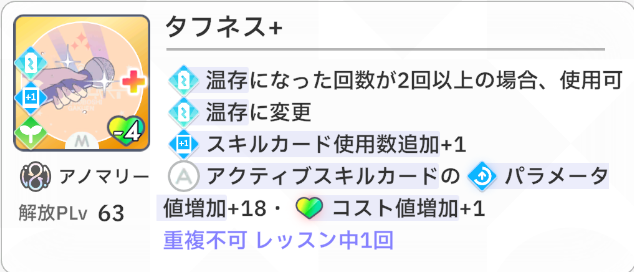 タフネス+
温存になった回数が2回以上の場合、使用可
温存に変更
+1 スキルカード使用数追加+1
A アクティブスキルカードの パラメータ
値増加+18・ コスト値増加+1
重複不可 レッスン中1回
+1
-4
M
アノマリー
解放PLv 63